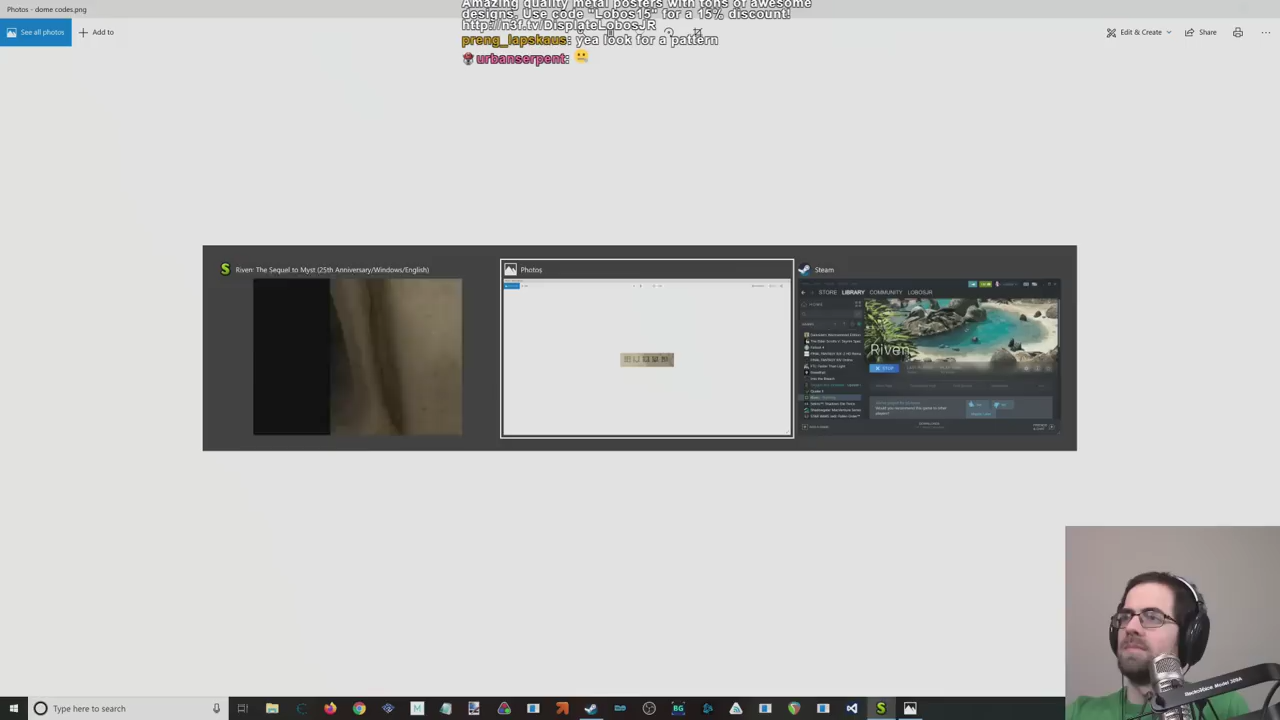 Photos - dome codes.png
Amazing quality metal posters with tons of awesome
designs. Use code "Lobos15" for a 15% discount!
http://n3f.tv/DisplateLobosJR
See all photos
Add to
Edit & Create
Share
preng_lapskaus: yea look for a pattern
urbanserpent:
Riven: The Sequel to Myst (25th Anniversary/Windows/English)
Photos
Steam
STORE LIBRARY COMMUNITY LOBOSJR
HOME
Riven
STOP
Type here to search